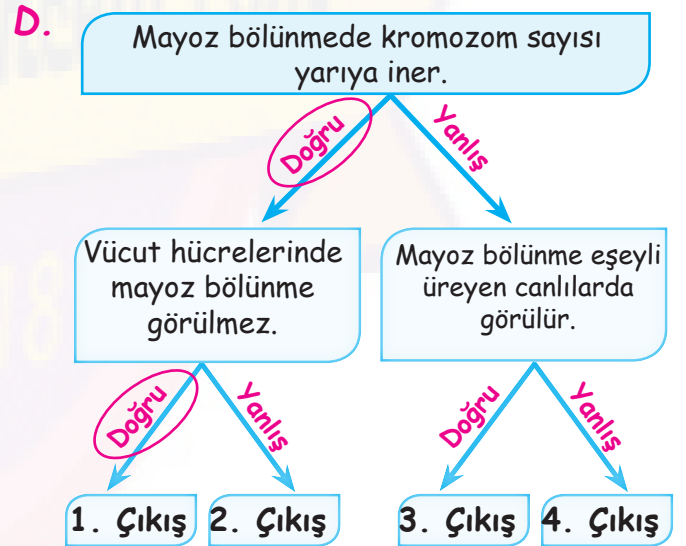 D.
Mayoz bölünmede kromozom sayısı
yarıya iner.
Doğru
Yanlış
Vücut hücrelerinde
mayoz bölünme
görülmez.
Mayoz bölünme eşeyli
üreyen canlılarda
görülür.
Doğru
Yanlış
Doğru
Yanlış
1. Çıkış
2. Çıkış
3. Çıkış
4. Çıkış